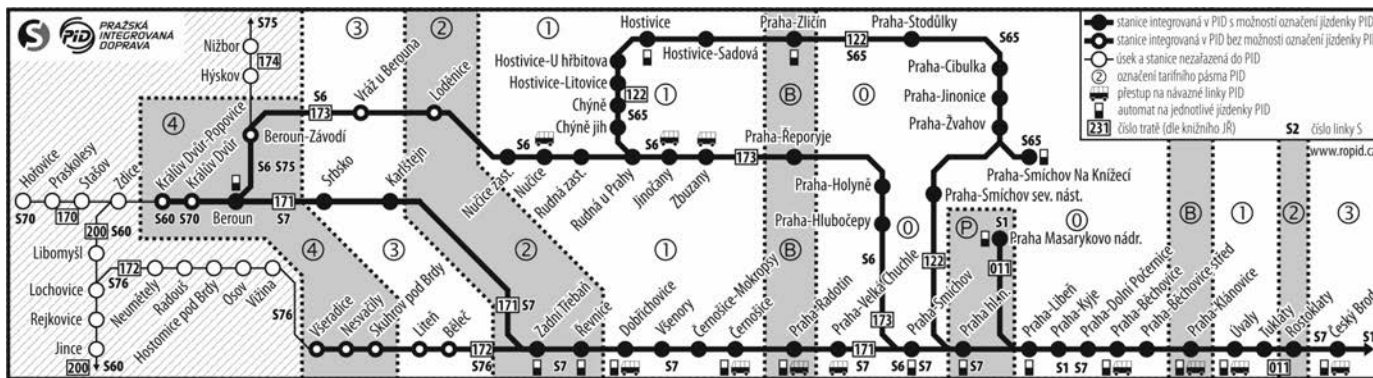 S PID PRAŽSKÁ
INTEGROVANÁ
DOPRAVA
S75
Nižbor
174
Hýskov
4
Hořovice
Praskolesy
Stašov
Zdice
S70
170
200
S60
Králův Dvůr-Popovice
Králův Dvůr
S60
S70
Beroun-Závodí
S6 S75
Beroun
171
S7
S6
173
3
Vráž u Berouna
2
Loděnice
Srbsko
Karlštejn
Libomyšl
Lochovice
Rejkovice
Jince
200
S60
172
S76
Neumětely
Radouš
Hostomice pod Brdy
Osov
Vižina
S76
4
3
Všeradice
Nesvačily
Skuhrov pod Brdy
Liteň
Běleč
172
S76
171
S7
2
Zadní Třebaň
S7
Řevnice
1
Hostivice
Hostivice-Sadová
Hostivice-U hřbitova
Hostivice-Litovice
122
Chýně
S65
Chýně jih
1
Praha-Zličín
B
122
S65
Praha-Stodůlky
0
S65
Praha-Cibulka
Praha-Jinonice
Praha-Žvahov
S65
Praha-Smíchov Na Knížecí
Praha-Smíchov sev. nást.
S6
Nučice zast.
Nučice
Rudná zast.
Rudná u Prahy
S6
Jinočany
Zbuzany
173
Praha-Řeporyje
Praha-Holyně
Praha-Hlubočepy
0
S6
173
122
1
Dobřichovice
Všenory
S7
Černošice-Mokropsy
Černošice
B
Praha-Radotín
Praha-Velká Chuchle
171
S7
S6
S7
Praha-Smíchov
P
S1
Praha Masarykovo nádr.
011
Praha hl. n.
S7
0
Praha-Libeň
Praha-Kyje
Praha-Dolní Počernice
Praha-Běchovice
Praha-Běchovice střed
S1 S7
B
Praha-Klánovice
1
Úvaly
Tuklaty
2
Rostoklaty
011
3
S7
Český Brod
S1
stanice integrovaná v PID s možností označení jízdenky PID
stanice integrovaná v PID bez možnosti označení jízdenky PID
úsek a stanice nezařazená do PID
2 označení tarifního pásma PID
přestup na návazné linky PID
automat na jednotlivé jízdenky PID
231 číslo tratě (dle knižního JŘ) S2 číslo linky S
www.ropid.cz